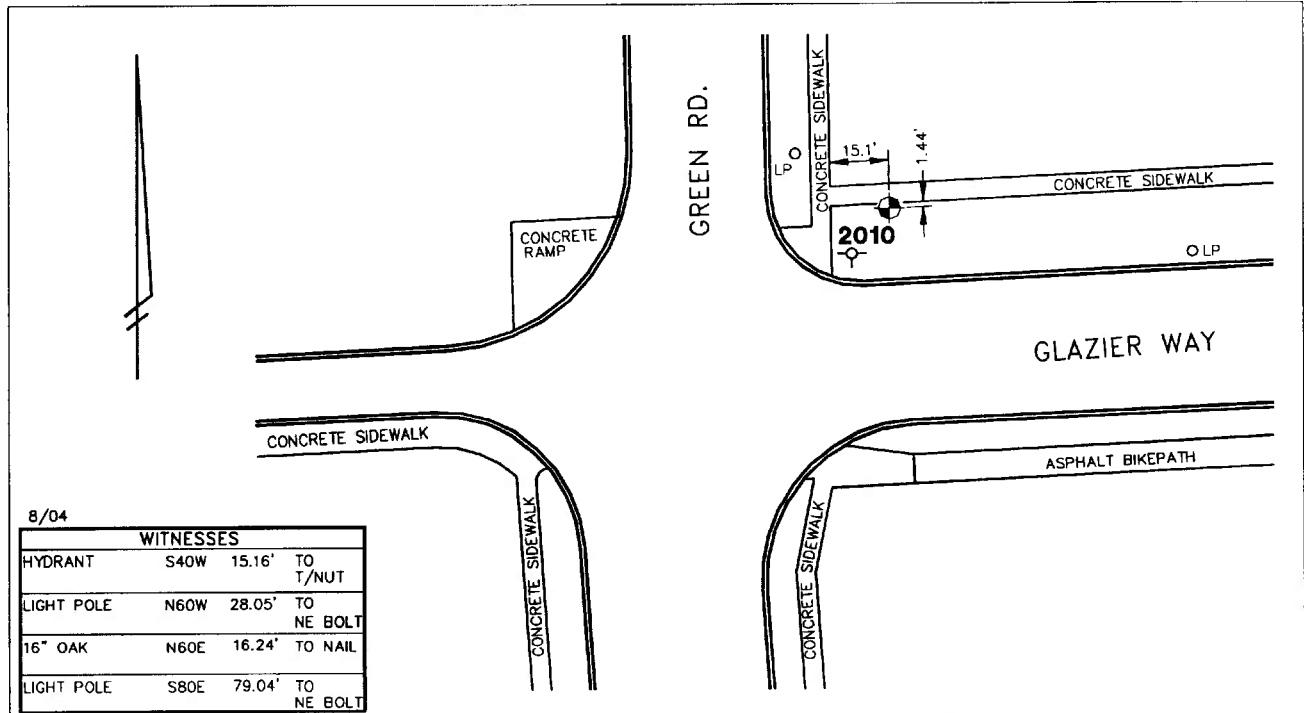 GREEN RD.
CONCRETE SIDEWALK
15.1'
1.44'
LP
CONCRETE SIDEWALK
2010
LP
CONCRETE
RAMP
GLAZIER WAY
CONCRETE SIDEWALK
ASPHALT BIKEPATH
CONCRETE SIDEWALK
CONCRETE SIDEWALK
8/04
WITNESSES
HYDRANT S40W 15.16' TO
T/NUT
LIGHT POLE N60W 28.05' TO
NE BOLT
16" OAK N60E 16.24' TO NAIL
LIGHT POLE S80E 79.04' TO
NE BOLT